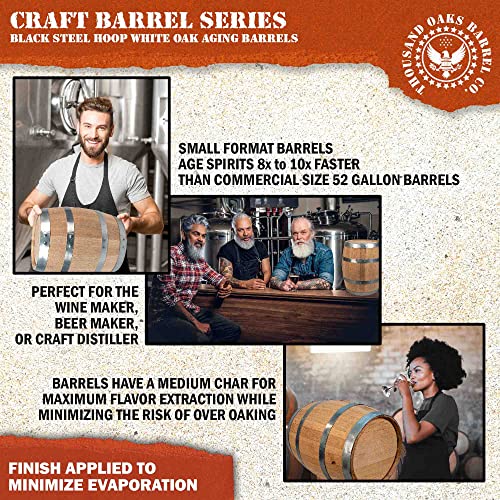 CRAFT BARREL SERIES
BLACK STEEL HOOP WHITE OAK AGING BARRELS
THOUSAND OAKS BARREL CO
SMALL FORMAT BARRELS
AGE SPIRITS 8x to 10x FASTER
THAN COMMERCIAL SIZE 52 GALLON BARRELS
PERFECT FOR THE
WINE MAKER,
BEER MAKER,
OR CRAFT DISTILLER
BARRELS HAVE A MEDIUM CHAR FOR
MAXIMUM FLAVOR EXTRACTION WHILE
MINIMIZING THE RISK OF OVER OAKING
FINISH APPLIED TO
MINIMIZE EVAPORATION